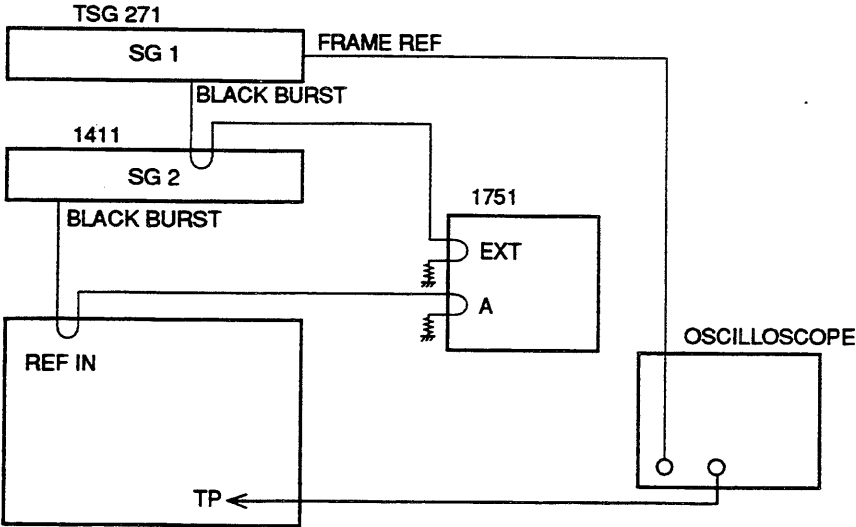 TSG 271
SG 1
FRAME REF
BLACK BURST
1411
SG 2
BLACK BURST
1751
EXT
A
REF IN
OSCILLOSCOPE
TP